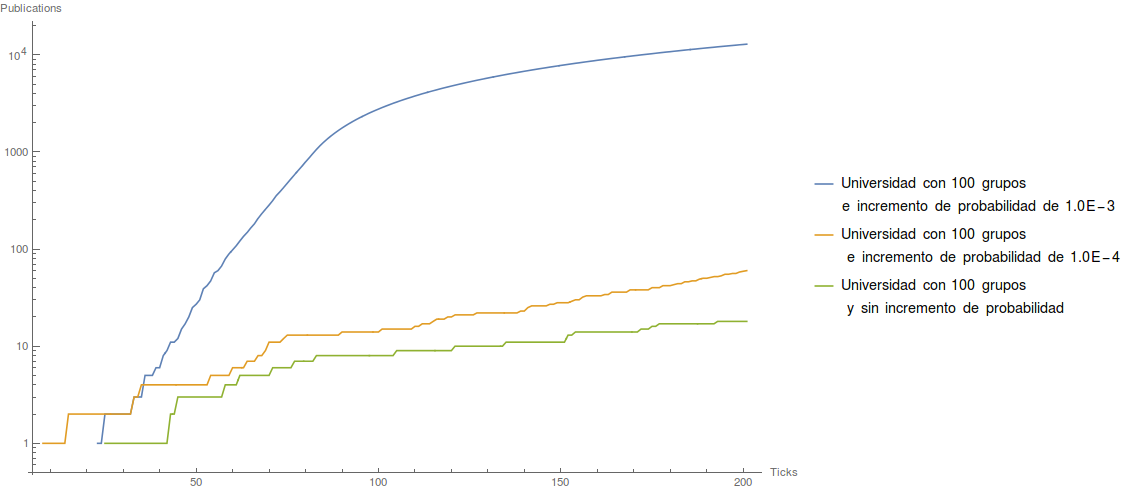 Publications
10^4
1000
100
10
1
50
100
150
200
Ticks
Universidad con 100 grupos
e incremento de probabilidad de 1.0E-3
Universidad con 100 grupos
e incremento de probabilidad de 1.0E-4
Universidad con 100 grupos
y sin incremento de probabilidad